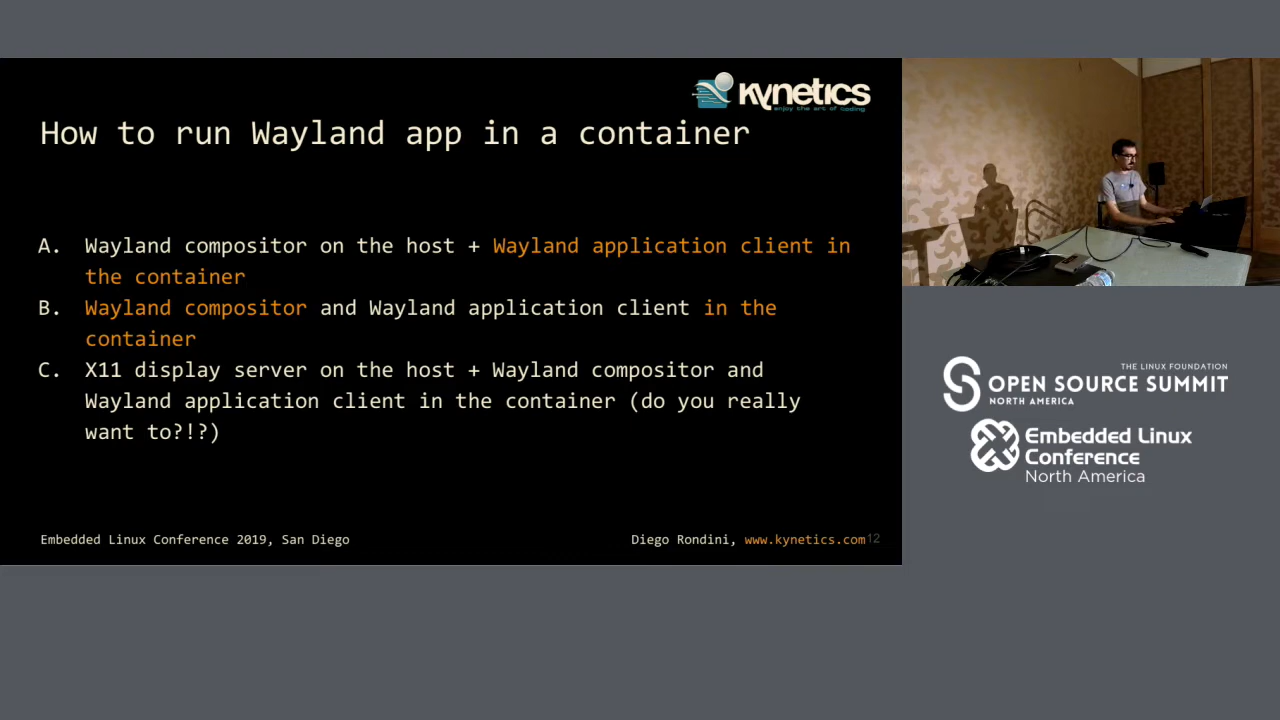 kynetics
enjoy the art of coding
How to run Wayland app in a container
A. Wayland compositor on the host + Wayland application client in
the container
B. Wayland compositor and Wayland application client in the
container
C. X11 display server on the host + Wayland compositor and
Wayland application client in the container (do you really
want to?!?)
Embedded Linux Conference 2019, San Diego
Diego Rondini, www.kynetics.com 12
THE LINUX FOUNDATION
OPEN SOURCE SUMMIT
NORTH AMERICA
Embedded Linux
Conference
North America